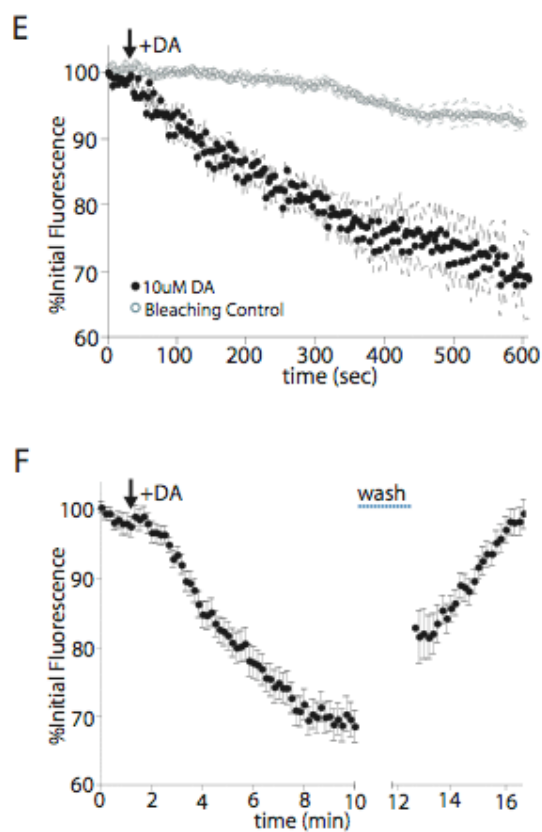 E
+DA
100
90
80
70
60
%Initial Fluorescence
10uM DA
Bleaching Control
0 100 200 300 400 500 600
time (sec)
F
+DA
wash
100
90
80
70
60
%Initial Fluorescence
0 2 4 6 8 10 12 14 16
time (min)